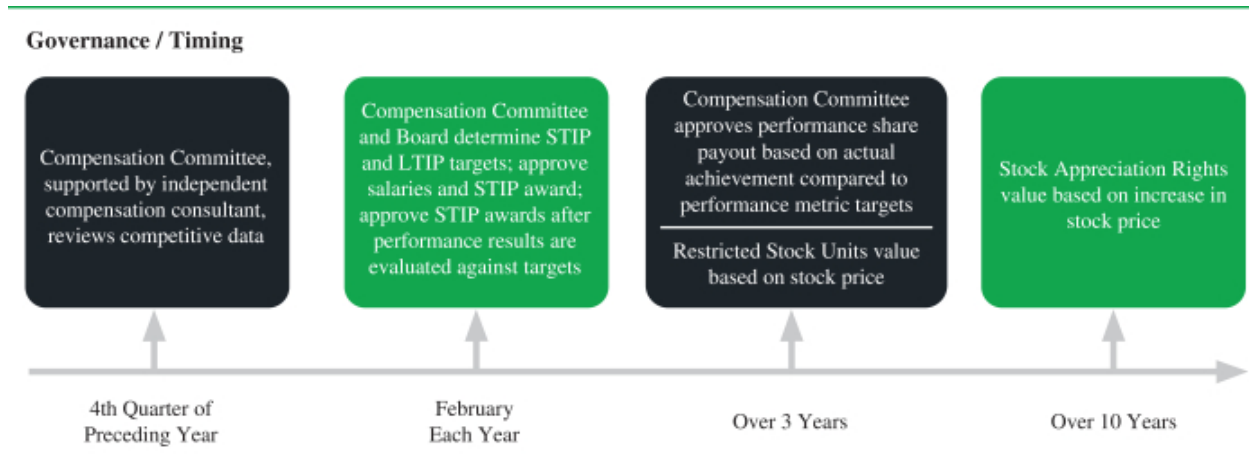 Governance / Timing
Compensation Committee,
supported by independent
compensation consultant,
reviews competitive data
Compensation Committee
and Board determine STIP
and LTIP targets; approve
salaries and STIP award;
approve STIP awards after
performance results are
evaluated against targets
Compensation Committee
approves performance share
payout based on actual
achievement compared to
performance metric targets
Restricted Stock Units value
based on stock price
Stock Appreciation Rights
value based on increase in
stock price
4th Quarter of
Preceding Year
February
Each Year
Over 3 Years
Over 10 Years